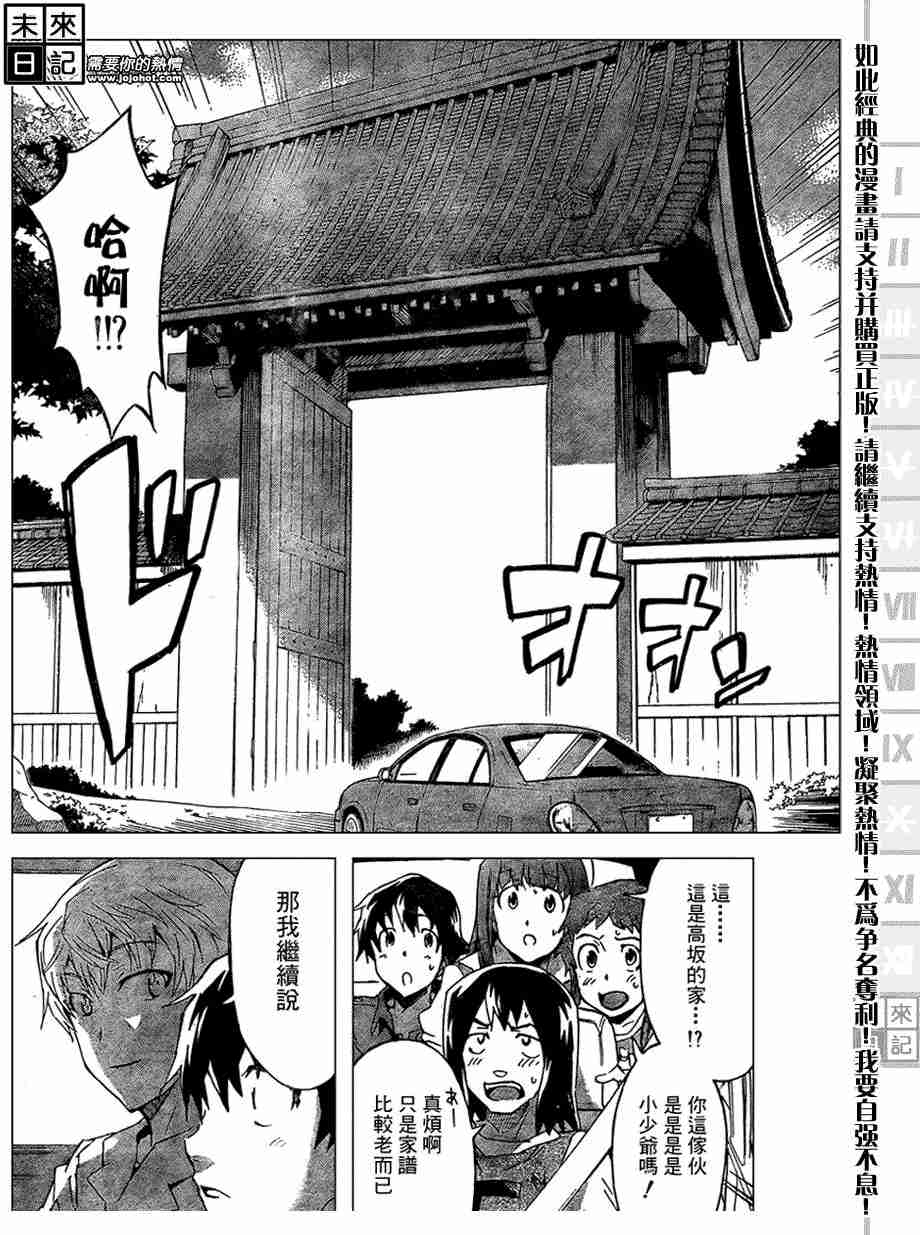 未來
日記
需要你的熱情
www.jojohot.com
哈啊!!?
ドオオン
這……
這是高坂的家…!?
你這傢伙
是是是是
小少爺嗎！
あー
真煩啊
只是家譜
比較老而已
那我繼續說
如此經典的漫畫請支持并購買正版！請繼續支持熱情！熱情領域！凝聚熱情！不爲争名奪利！我要自强不息！
I
II
III
IV
V
VI
VII
VIII
IX
X
XI
XII
來
記